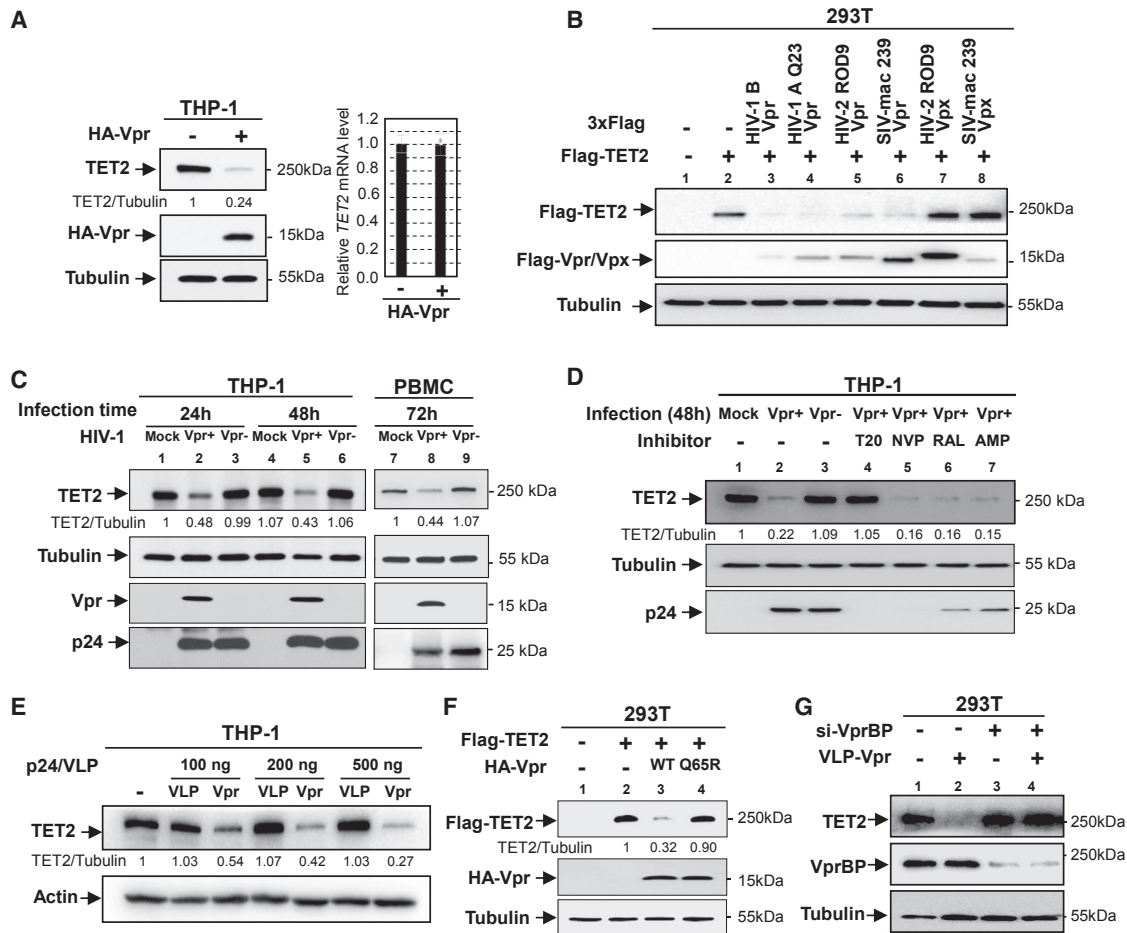 A
THP-1
HA-Vpr - +
TET2 250kDa
TET2/Tubulin 1 0.24
HA-Vpr 15kDa
Tubulin 55kDa
Relative TET2 mRNA level
1.2
1.0
0.8
0.6
0.4
0.2
0.0
- +
HA-Vpr
B
293T
3xFlag - - HIV-1 B Vpr HIV-1 A Q23 Vpr HIV-2 ROD9 Vpr SIV-mac 239 Vpr HIV-2 ROD9 Vpx SIV-mac 239 Vpx
Flag-TET2 - + + + + + + +
1 2 3 4 5 6 7 8
Flag-TET2 250kDa
Flag-Vpr/Vpx 15kDa
Tubulin 55kDa
C
THP-1 PBMC
Infection time 24h 48h 72h
HIV-1 Mock Vpr+ Vpr- Mock Vpr+ Vpr- Mock Vpr+ Vpr-
1 2 3 4 5 6 7 8 9
TET2 250 kDa
TET2/Tubulin 1 0.48 0.99 1.07 0.43 1.06 1 0.44 1.07
Tubulin 55 kDa
Vpr 15 kDa
p24 25 kDa
D
THP-1
Infection (48h) Mock Vpr+ Vpr- Vpr+ Vpr+ Vpr+ Vpr+
Inhibitor - - - T20 NVP RAL AMP
1 2 3 4 5 6 7
TET2 250 kDa
TET2/Tubulin 1 0.22 1.09 1.05 0.16 0.16 0.15
Tubulin 55 kDa
p24 25 kDa
E
THP-1
p24/VLP 100 ng 200 ng 500 ng
- VLP Vpr VLP Vpr VLP Vpr
TET2
TET2/Tubulin 1 1.03 0.54 1.07 0.42 1.03 0.27
Actin
F
293T
Flag-TET2 - + + +
HA-Vpr - - WT Q65R
1 2 3 4
Flag-TET2 250kDa
TET2/Tubulin 1 0.32 0.90
HA-Vpr 15kDa
Tubulin 55kDa
G
293T
si-VprBP - - + +
VLP-Vpr - + - +
1 2 3 4
TET2 250kDa
VprBP 250kDa
Tubulin 55kDa